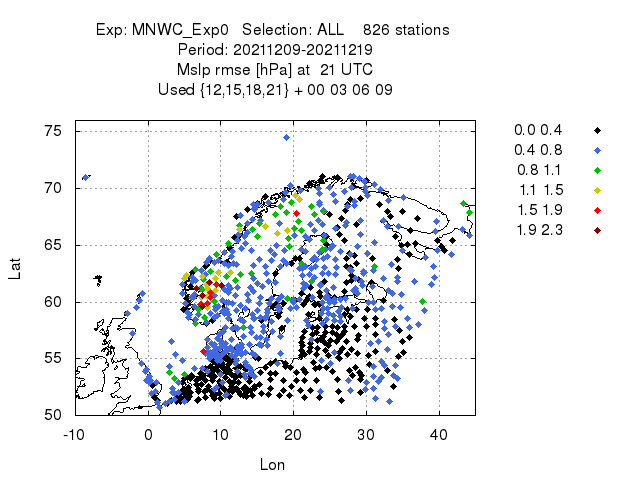 Exp: MNWC_Exp0 Selection: ALL 826 stations
Period: 20211209-20211219
Mslp rmse [hPa] at 21 UTC
Used {12,15,18,21} + 00 03 06 09
75
70
65
60
55
50
Lat
-10 0 10 20 30 40
Lon
0.0 0.4
0.4 0.8
0.8 1.1
1.1 1.5
1.5 1.9
1.9 2.3